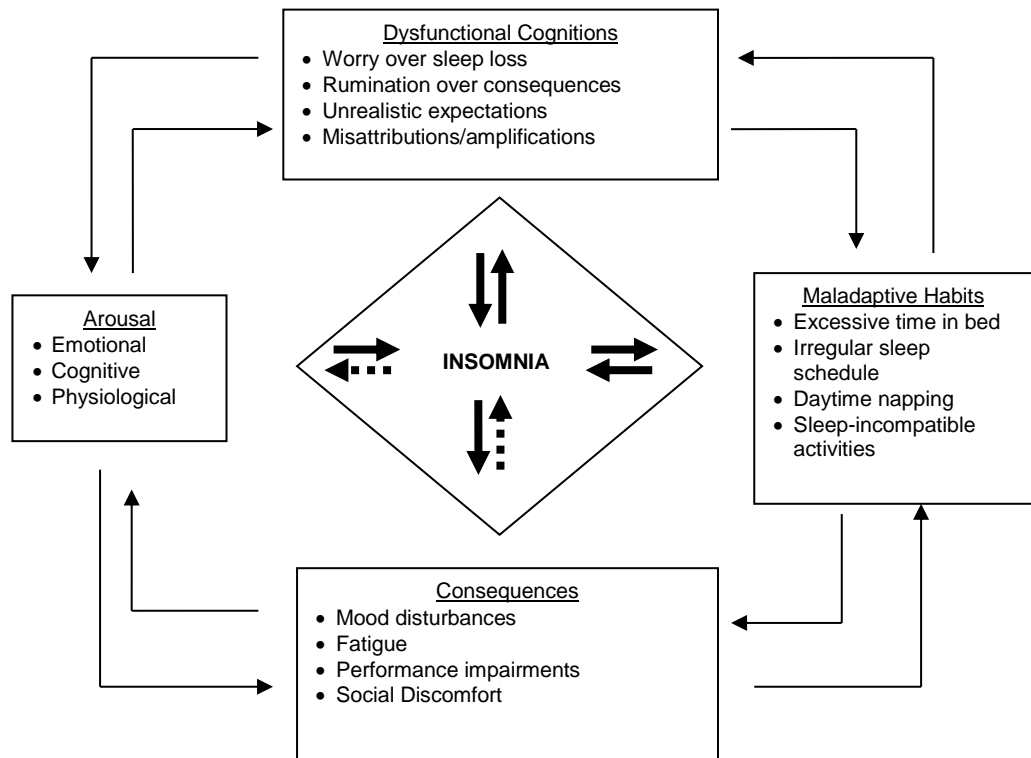 Dysfunctional Cognitions
• Worry over sleep loss
• Rumination over consequences
• Unrealistic expectations
• Misattributions/amplifications
Arousal
• Emotional
• Cognitive
• Physiological
INSOMNIA
Maladaptive Habits
• Excessive time in bed
• Irregular sleep
schedule
• Daytime napping
• Sleep-incompatible
activities
Consequences
• Mood disturbances
• Fatigue
• Performance impairments
• Social Discomfort